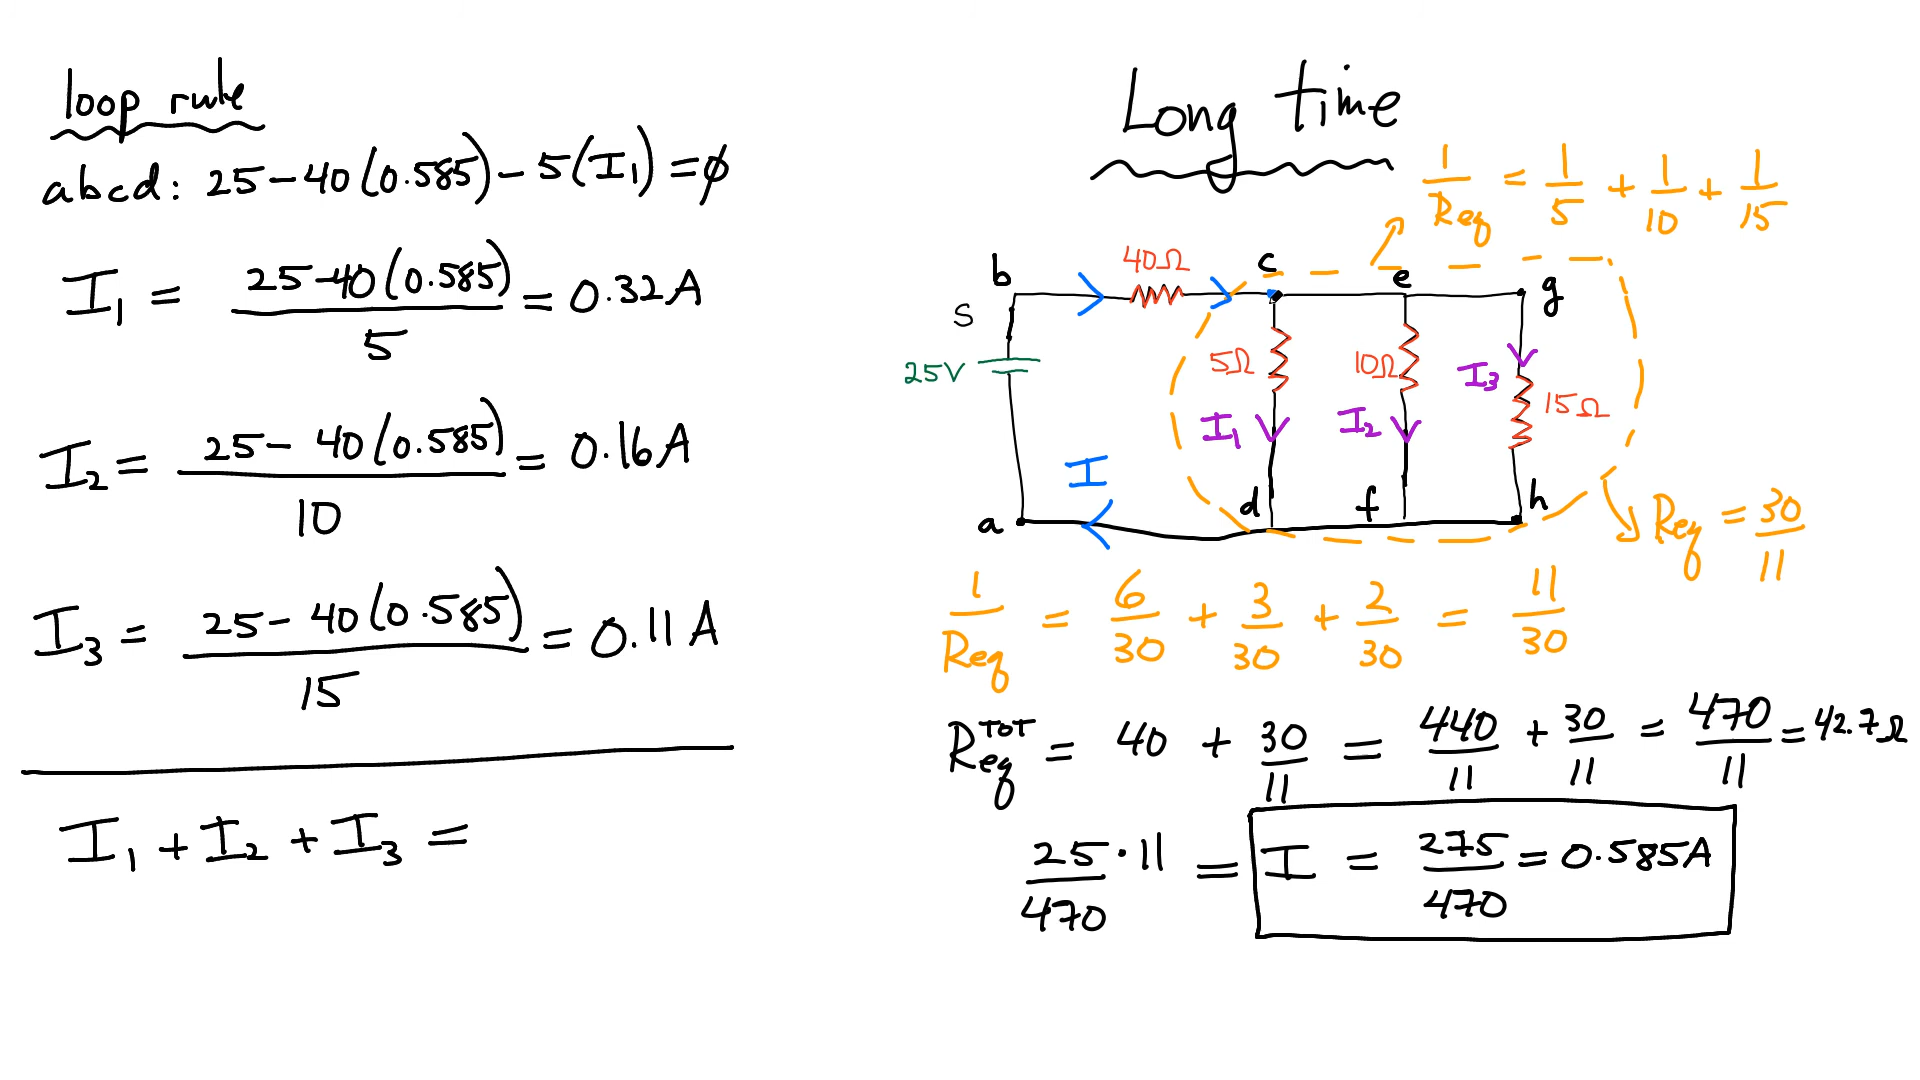 loop rule
abcd: 25-40(0.585)-5(I₁)=∅
I₁ = 25-40(0.585)/5 = 0.32A
I₂ = 25-40(0.585)/10 = 0.16A
I₃ = 25-40(0.585)/15 = 0.11A
I₁ + I₂ + I₃ =
Long time
1/Req = 1/5 + 1/10 + 1/15
b 40Ω c e g
S
25V 5Ω 10Ω I₃ 15Ω
I₁ I₂
I
a d f h
Req = 30/11
1/Req = 6/30 + 3/30 + 2/30 = 11/30
Req^TOT = 40 + 30/11 = 440/11 + 30/11 = 470/11 = 42.7Ω
25/470 · 11 = I = 275/470 = 0.585A